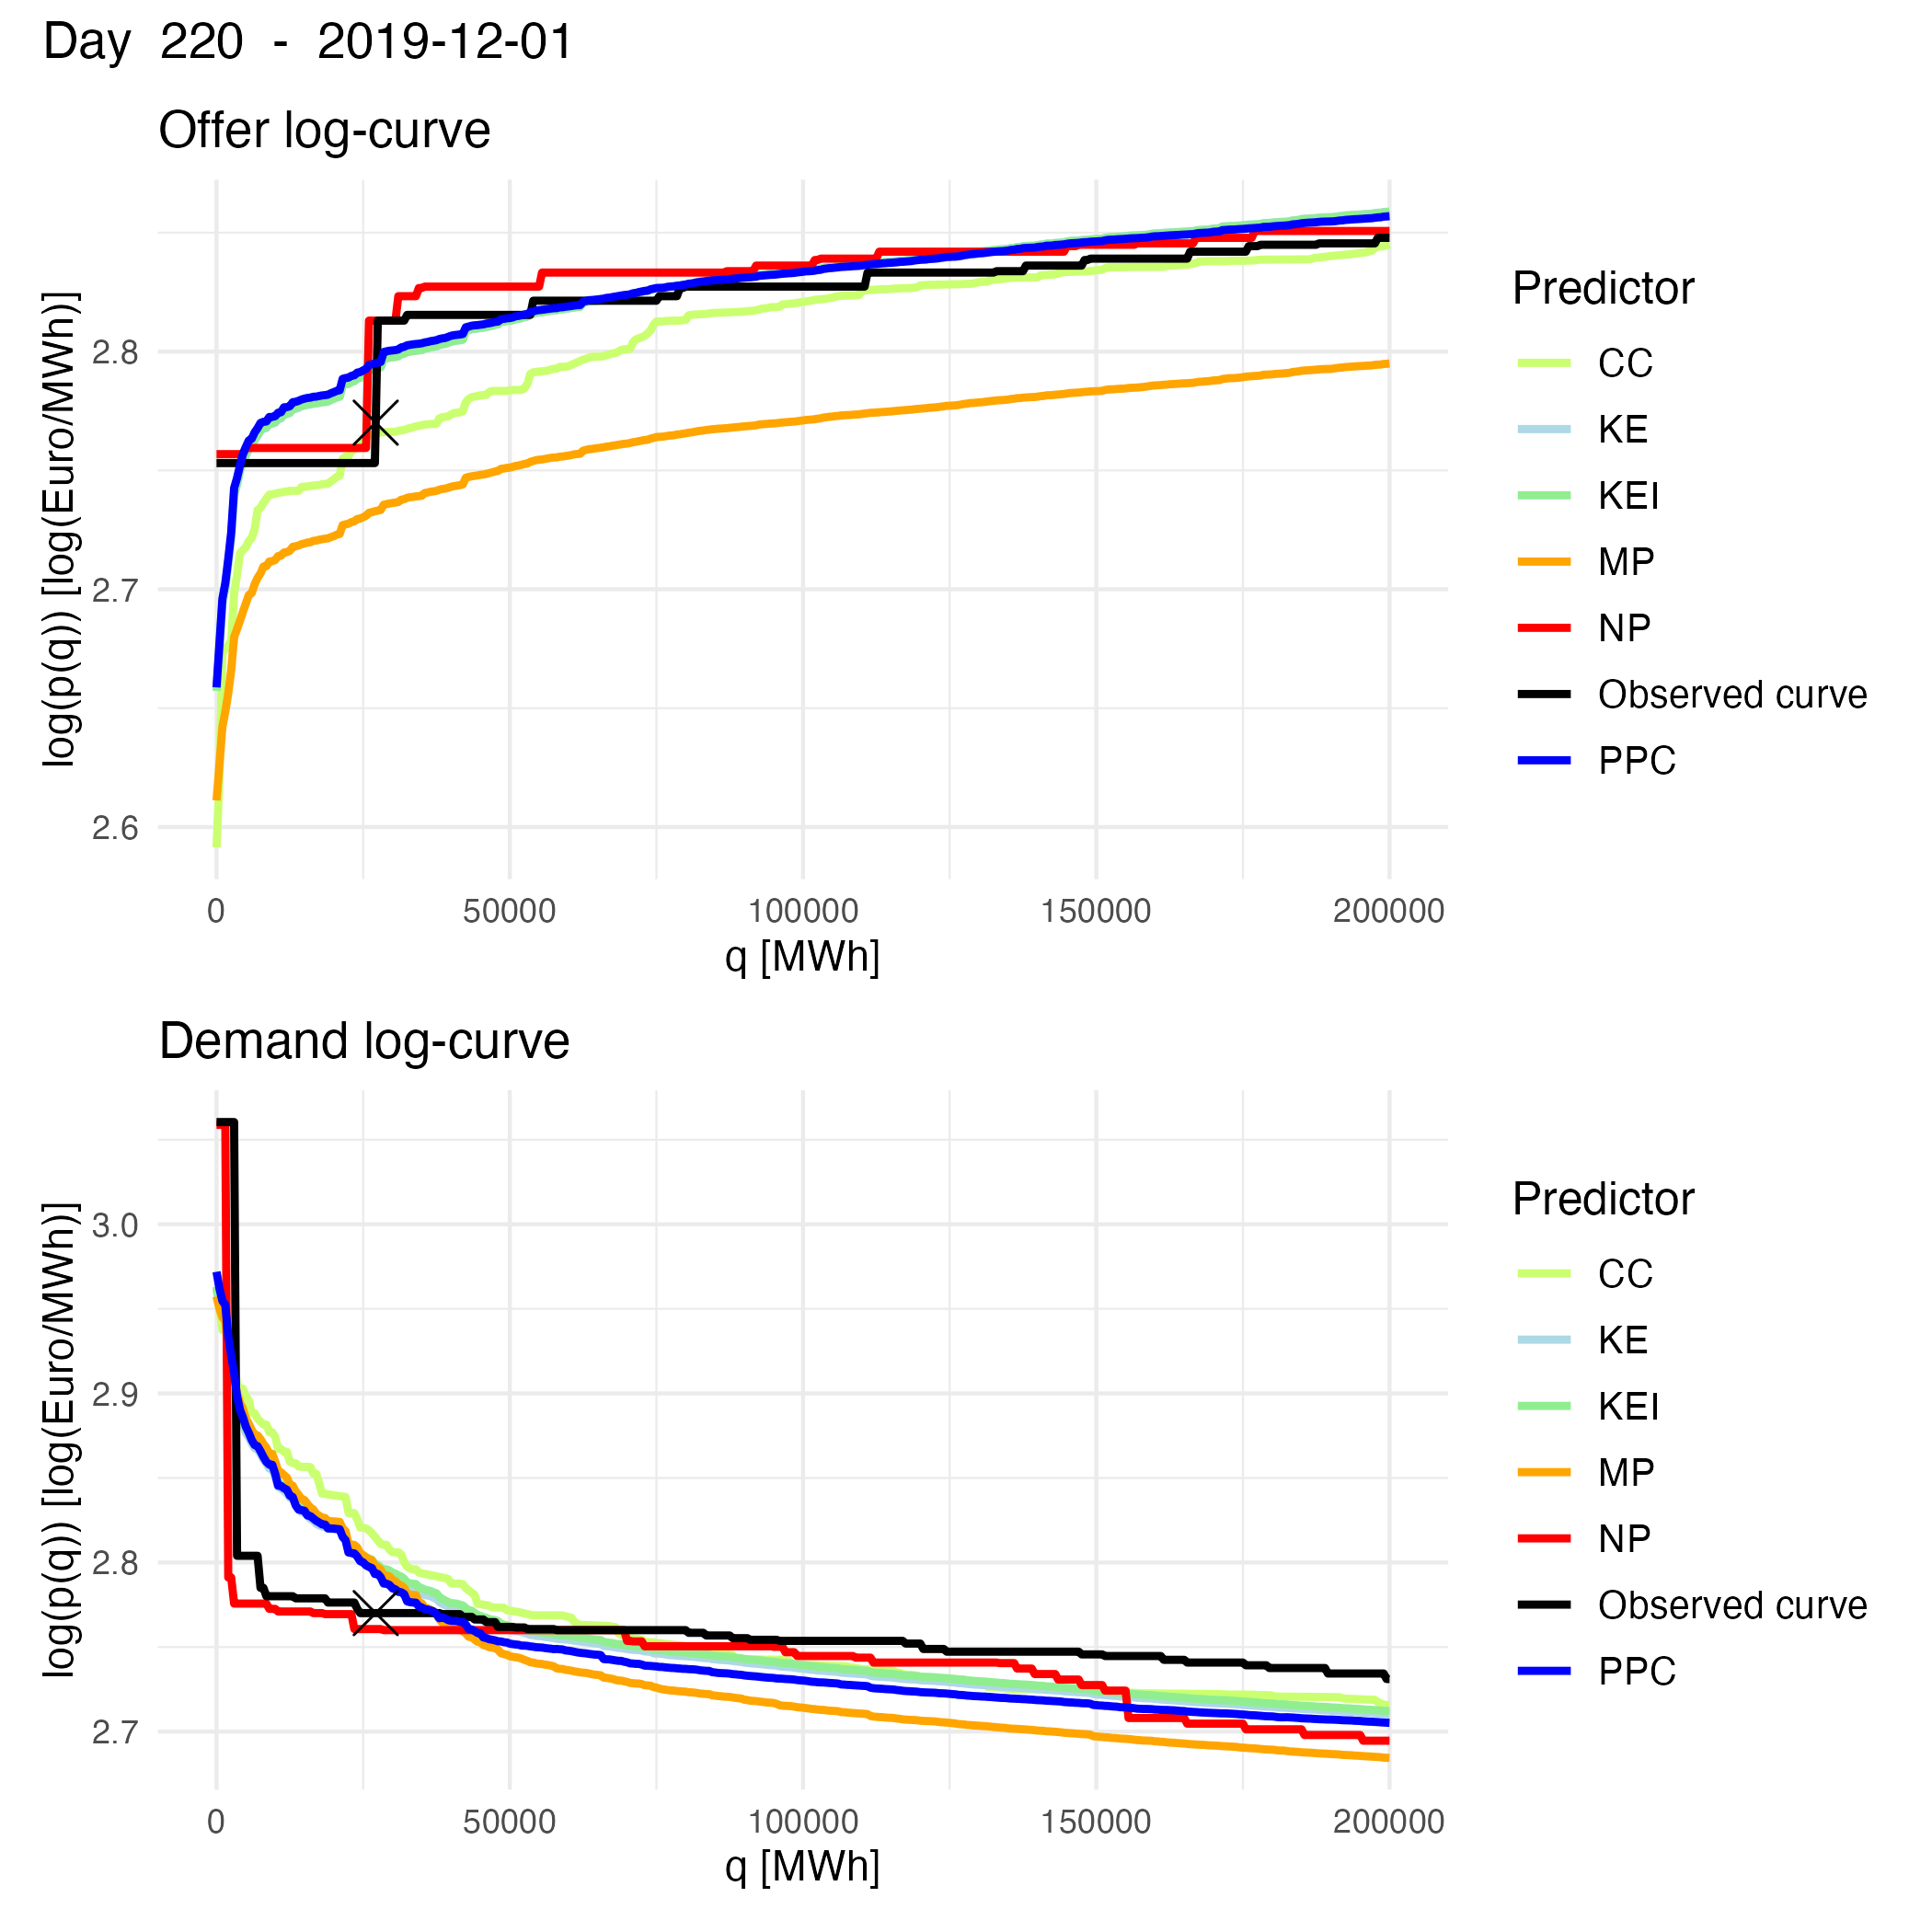 Day 220 - 2019-12-01
Offer log-curve
log(p(q)) [log(Euro/MWh)]
2.8
2.7
2.6
0 50000 100000 150000 200000
q [MWh]
Predictor
CC
KE
KEI
MP
NP
Observed curve
PPC
Demand log-curve
log(p(q)) [log(Euro/MWh)]
3.0
2.9
2.8
2.7
0 50000 100000 150000 200000
q [MWh]
Predictor
CC
KE
KEI
MP
NP
Observed curve
PPC